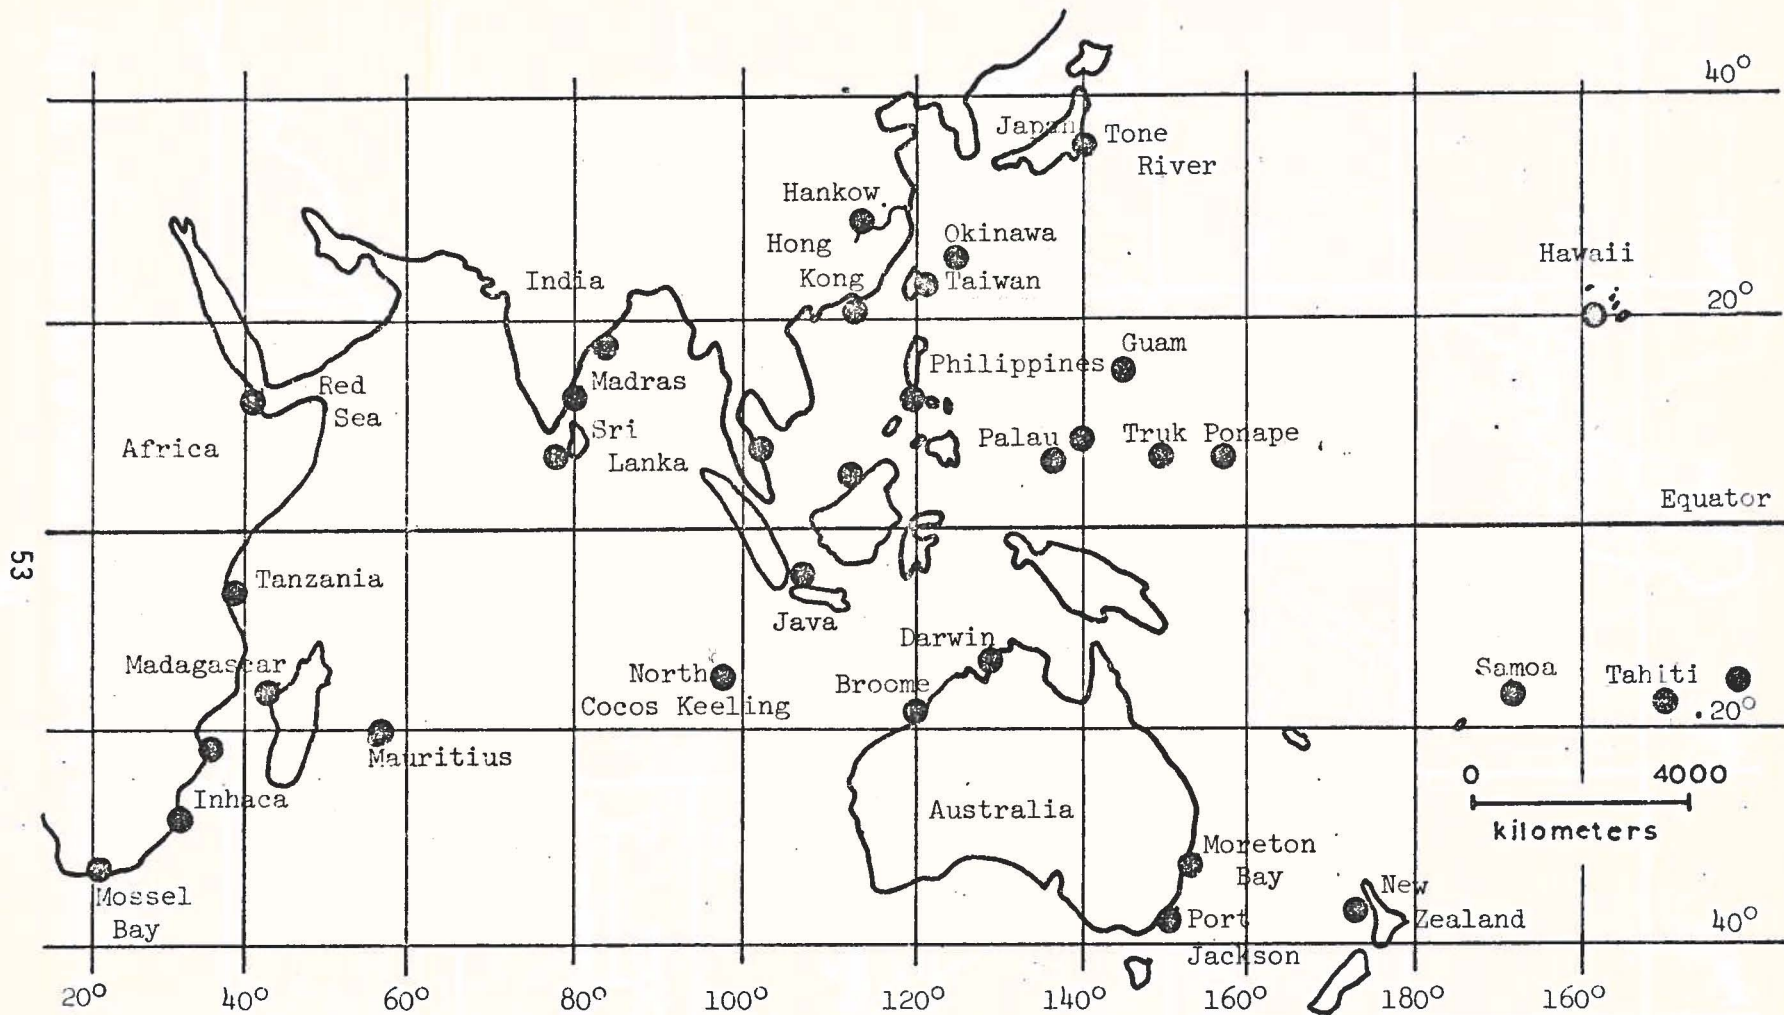 40°
Japan
Tone
River
Hankow
Hong
Kong
Okinawa
Taiwan
Hawaii
India
20°
Guam
Philippines
Red
Sea
Madras
Africa
Sri
Lanka
Palau
Truk
Ponape
Equator
53
Tanzania
Java
Madagascar
North
Cocos Keeling
Darwin
Broome
Samoa
Tahiti
20°
Mauritius
0
4000
kilometers
Inhaca
Australia
Moreton
Bay
Mossel
Bay
Port
Jackson
New
Zealand
40°
20°
40°
60°
80°
100°
120°
140°
160°
180°
160°